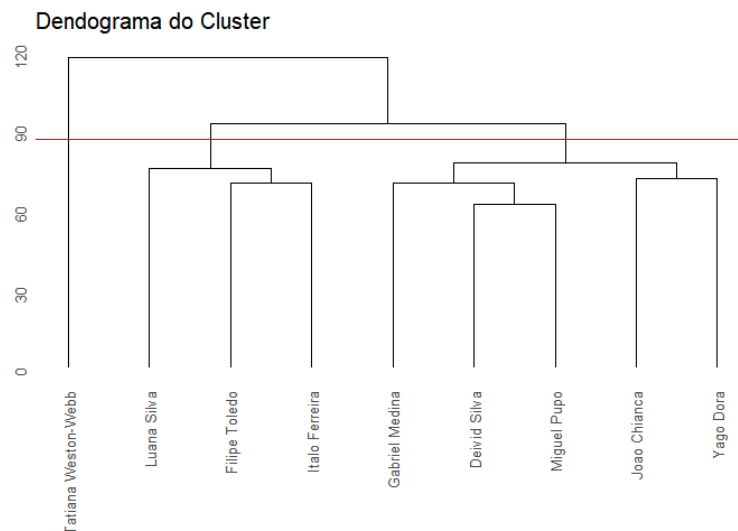 Dendograma do Cluster
120
90
60
30
0
Tatiana Weston-Webb
Luana Silva
Filipe Toledo
Italo Ferreira
Gabriel Medina
Deivid Silva
Miguel Pupo
Joao Chianca
Yago Dora